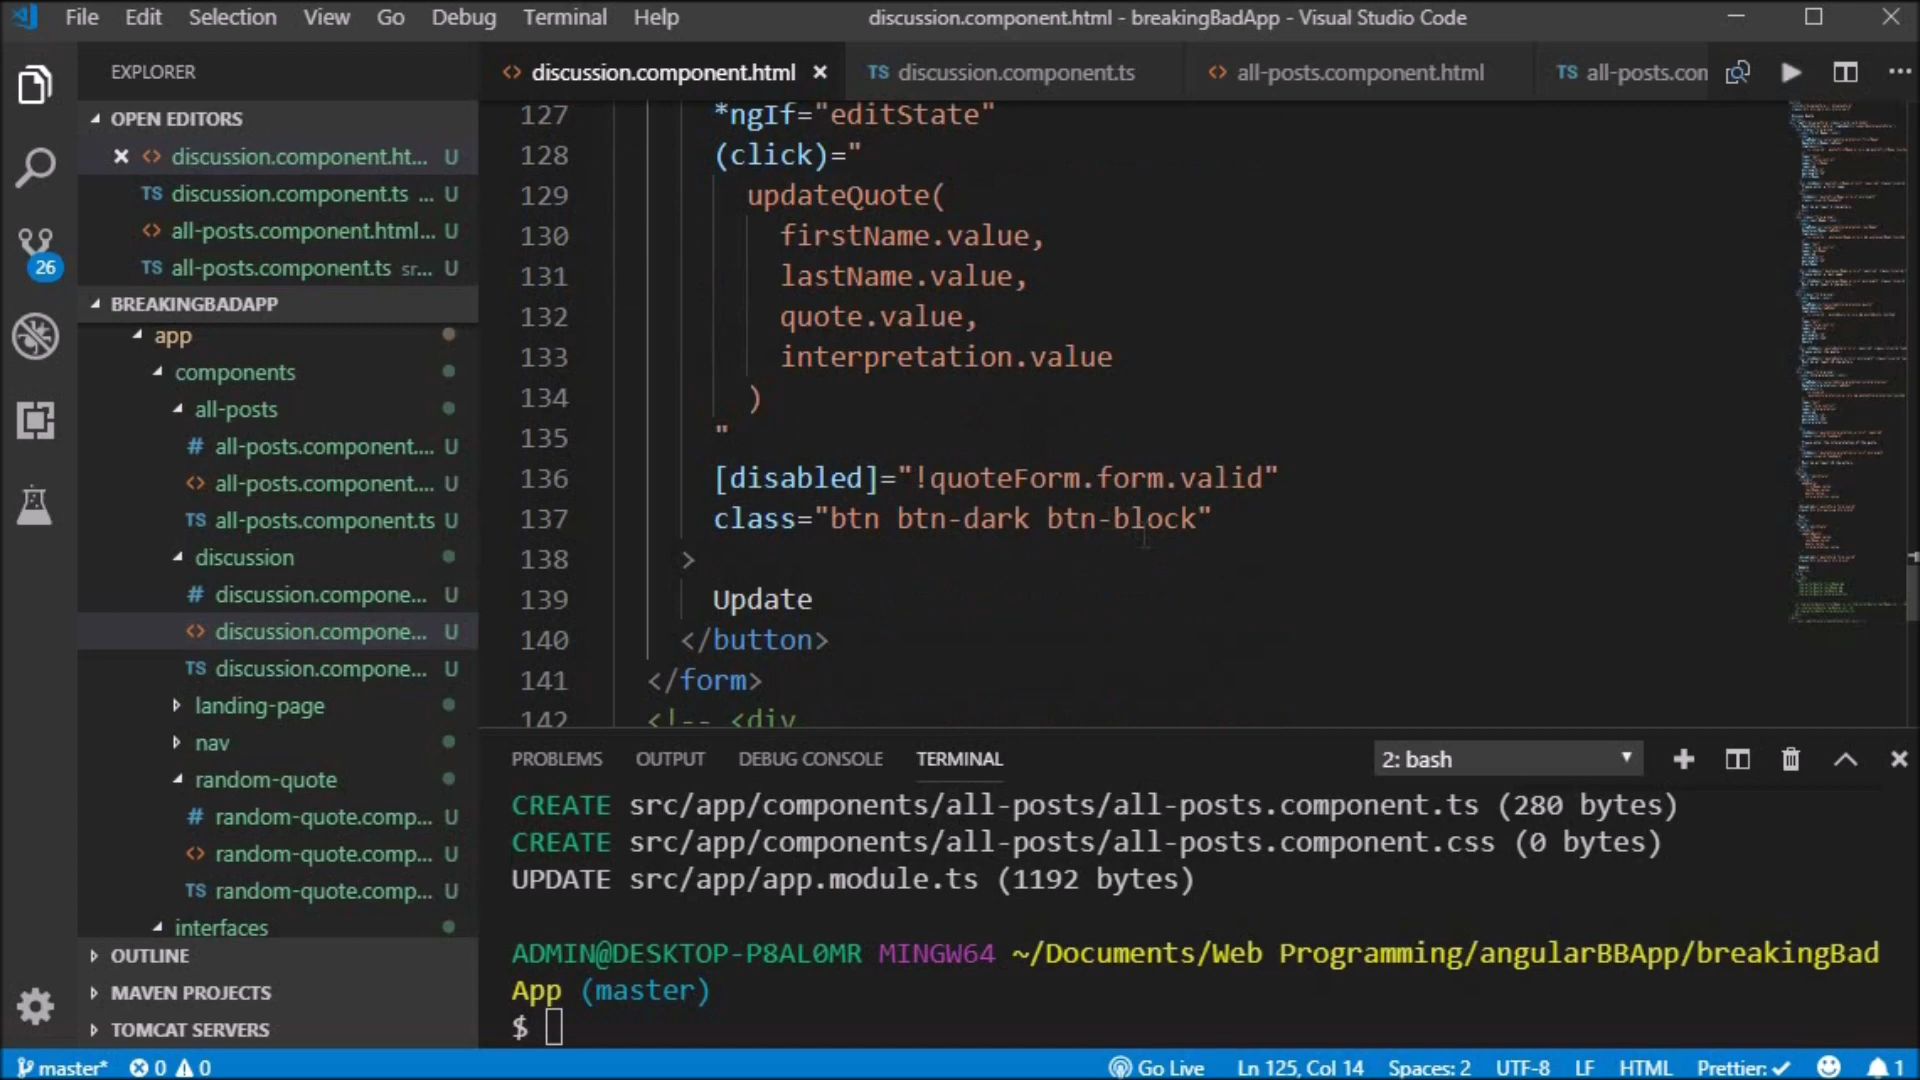 File Edit Selection View Go Debug Terminal Help
discussion.component.html - breakingBadApp - Visual Studio Code
EXPLORER
<> discussion.component.html ×
TS discussion.component.ts
<> all-posts.component.html
TS all-posts.con
OPEN EDITORS
<> discussion.component.ht... U
TS discussion.component.ts ... U
<> all-posts.component.html... U
TS all-posts.component.ts sr... U
26
BREAKINGBADAPP
app
components
all-posts
# all-posts.component.... U
<> all-posts.component.... U
TS all-posts.component.ts U
discussion
# discussion.compone... U
<> discussion.compone... U
TS discussion.compone... U
landing-page
nav
random-quote
# random-quote.comp... U
<> random-quote.comp... U
TS random-quote.comp... U
interfaces
OUTLINE
MAVEN PROJECTS
TOMCAT SERVERS
127 *ngIf="editState"
128 (click)="
129 updateQuote(
130 firstName.value,
131 lastName.value,
132 quote.value,
133 interpretation.value
134 )
135 "
136 [disabled]="!quoteForm.form.valid"
137 class="btn btn-dark btn-block"
138 >
139 Update
140 </button>
141 </form>
142 <!-- <div
PROBLEMS OUTPUT DEBUG CONSOLE TERMINAL
2: bash
CREATE src/app/components/all-posts/all-posts.component.ts (280 bytes)
CREATE src/app/components/all-posts/all-posts.component.css (0 bytes)
UPDATE src/app/app.module.ts (1192 bytes)
ADMIN@DESKTOP-P8AL0MR MINGW64 ~/Documents/Web Programming/angularBBApp/breakingBad
App (master)
$
master* 0 0
Go Live Ln 125, Col 14 Spaces: 2 UTF-8 LF HTML Prettier: ✓ 1